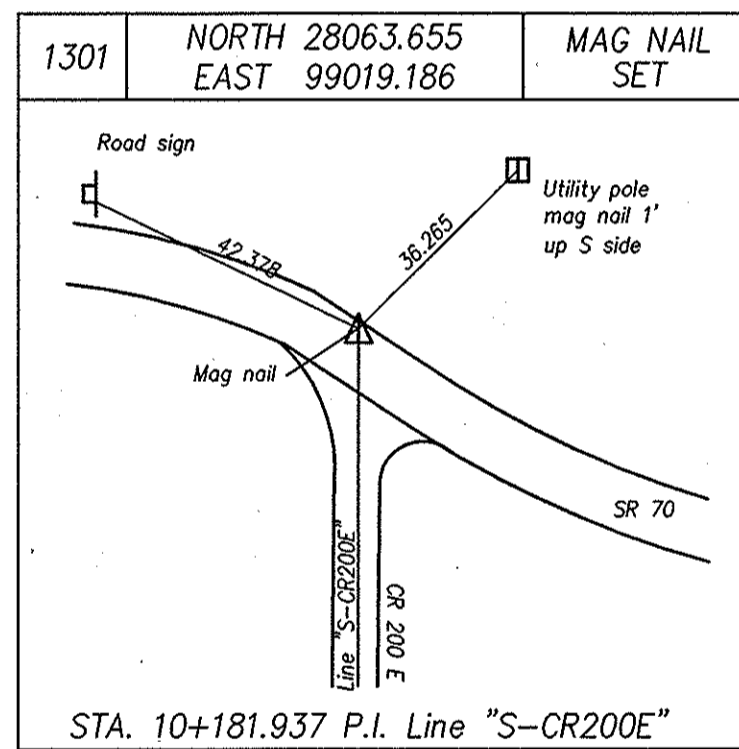 1301
NORTH 28063.655
EAST 99019.186
MAG NAIL
SET
Road sign
Utility pole
mag nail 1'
up S side
42.378
36.265
Mag nail
SR 70
Line "S-CR200E"
CR 200 E
STA. 10+181.937 P.I. Line "S-CR200E"